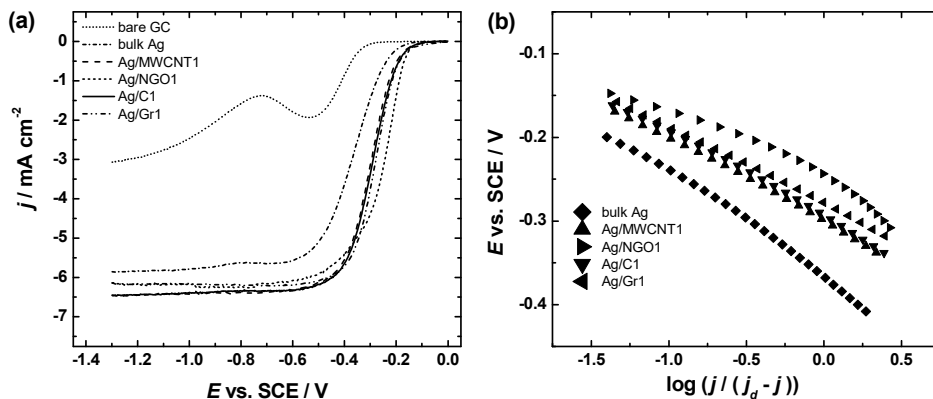 (a)
bare GC
bulk Ag
Ag/MWCNT1
Ag/NGO1
Ag/C1
Ag/Gr1
j / mA cm-2
0
-1
-2
-3
-4
-5
-6
-7
-1.4 -1.2 -1.0 -0.8 -0.6 -0.4 -0.2 0.0
E vs. SCE / V
(b)
E vs. SCE / V
-0.1
-0.2
-0.3
-0.4
bulk Ag
Ag/MWCNT1
Ag/NGO1
Ag/C1
Ag/Gr1
-1.5 -1.0 -0.5 0.0 0.5
log (j / ( jd - j))